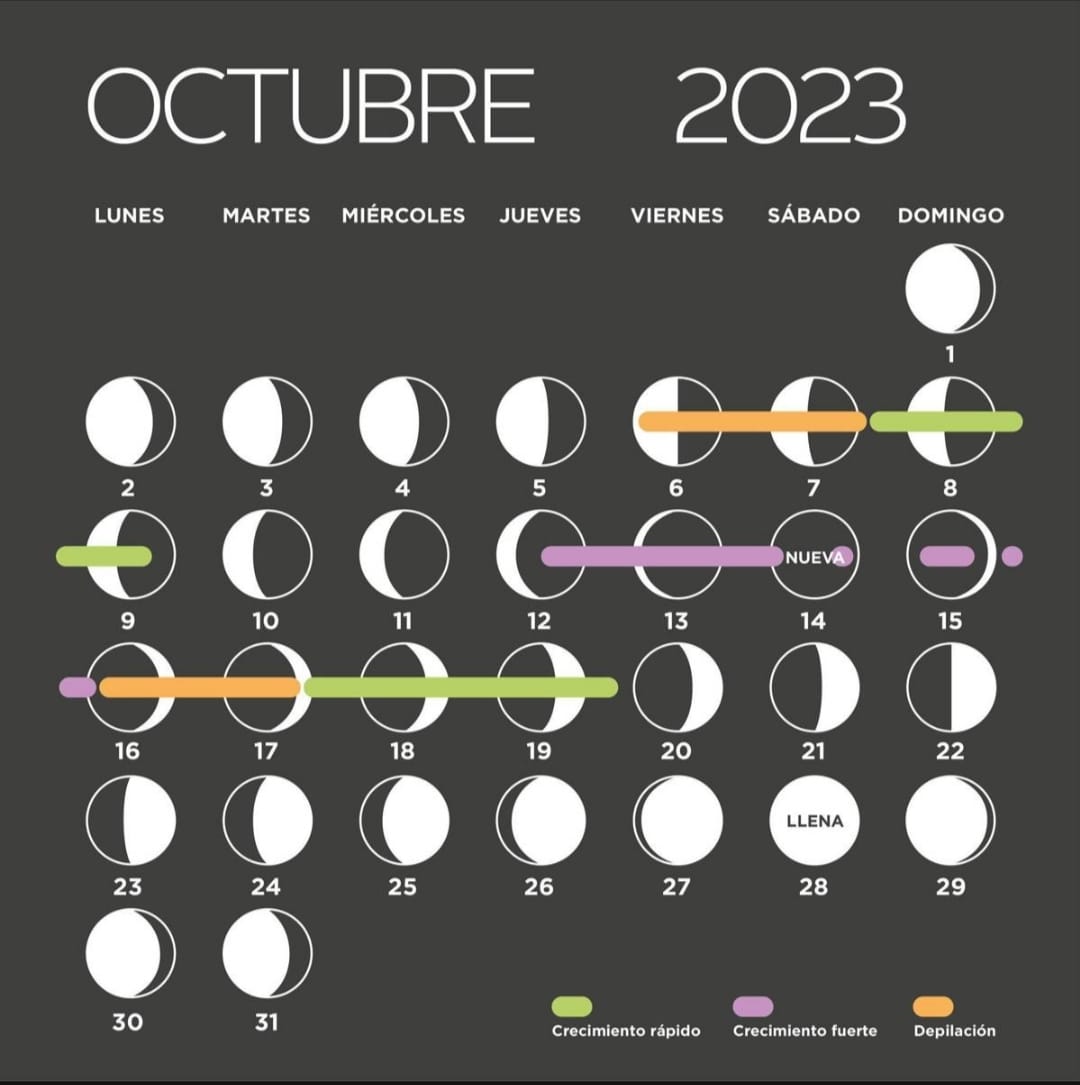 OCTUBRE 2023
LUNES MARTES MIÉRCOLES JUEVES VIERNES SÁBADO DOMINGO
1
2 3 4 5 6 7 8
NUEVA
9 10 11 12 13 14 15
16 17 18 19 20 21 22
LLENA
23 24 25 26 27 28 29
30 31
Crecimiento rápido Crecimiento fuerte Depilación